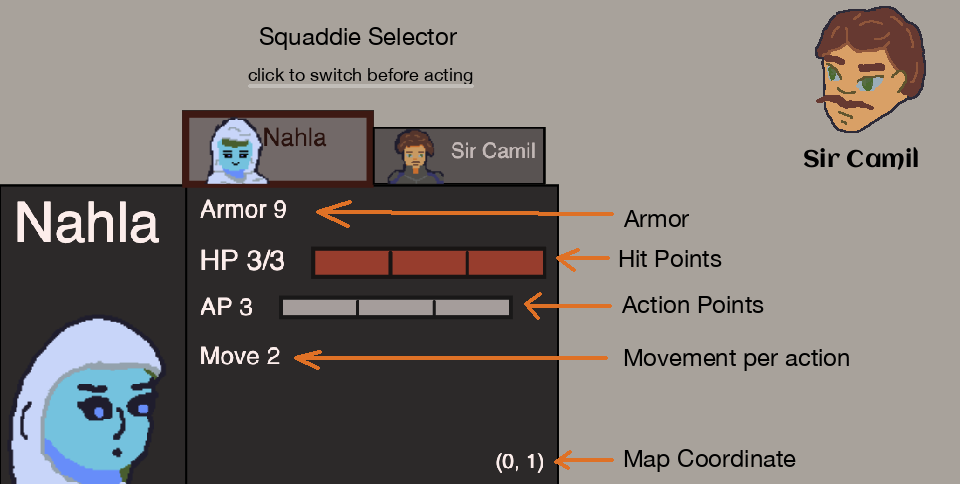 Squaddie Selector
click to switch before acting
Nahla
Sir Camil
Sir Camil
Nahla
Armor 9
Armor
HP 3/3
Hit Points
AP 3
Action Points
Move 2
Movement per action
(0, 1)
Map Coordinate